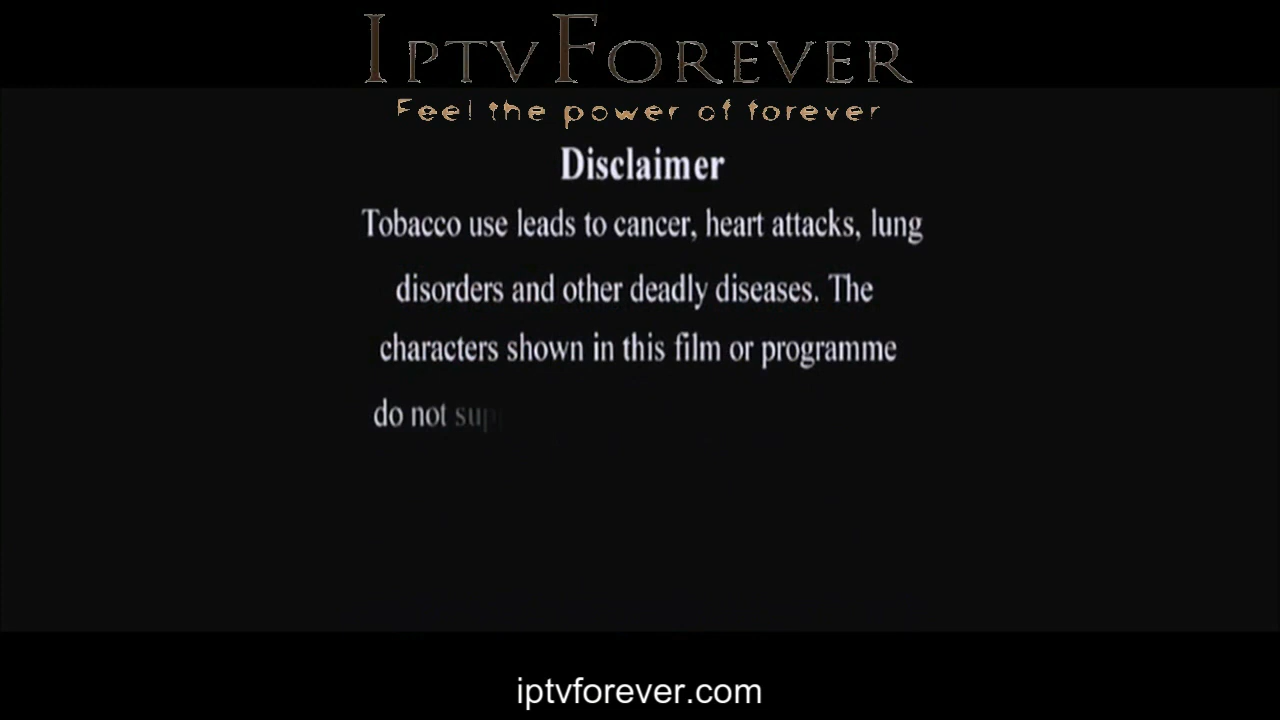 IPTVFOREVER
Feel the power of forever
Disclaimer
Tobacco use leads to cancer, heart attacks, lung
disorders and other deadly diseases. The
characters shown in this film or programme
do not sup
iptvforever.com